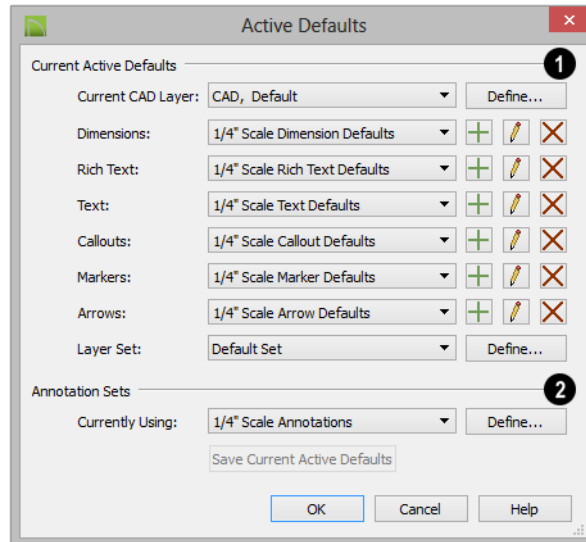 Active Defaults
Current Active Defaults 1
Current CAD Layer: CAD, Default Define...
Dimensions: 1/4" Scale Dimension Defaults
Rich Text: 1/4" Scale Rich Text Defaults
Text: 1/4" Scale Text Defaults
Callouts: 1/4" Scale Callout Defaults
Markers: 1/4" Scale Marker Defaults
Arrows: 1/4" Scale Arrow Defaults
Layer Set: Default Set Define...
Annotation Sets 2
Currently Using: 1/4" Scale Annotations Define...
Save Current Active Defaults
OK Cancel Help